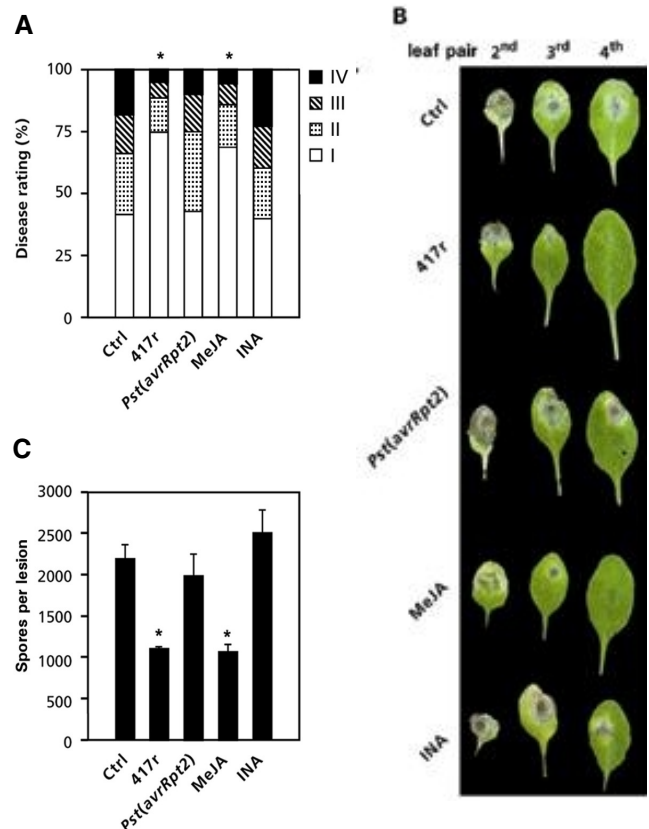 A
* *
100
75
50
25
0
Disease rating (%)
IV
III
II
I
Ctrl
417r
Pst(avrRpt2)
MeJA
INA
B
leaf pair 2nd 3rd 4th
Ctrl
417r
Pst(avrRpt2)
MeJA
INA
C
3000
2500
2000
1500
1000
500
0
Spores per lesion
* *
Ctrl
417r
Pst(avrRpt2)
MeJA
INA